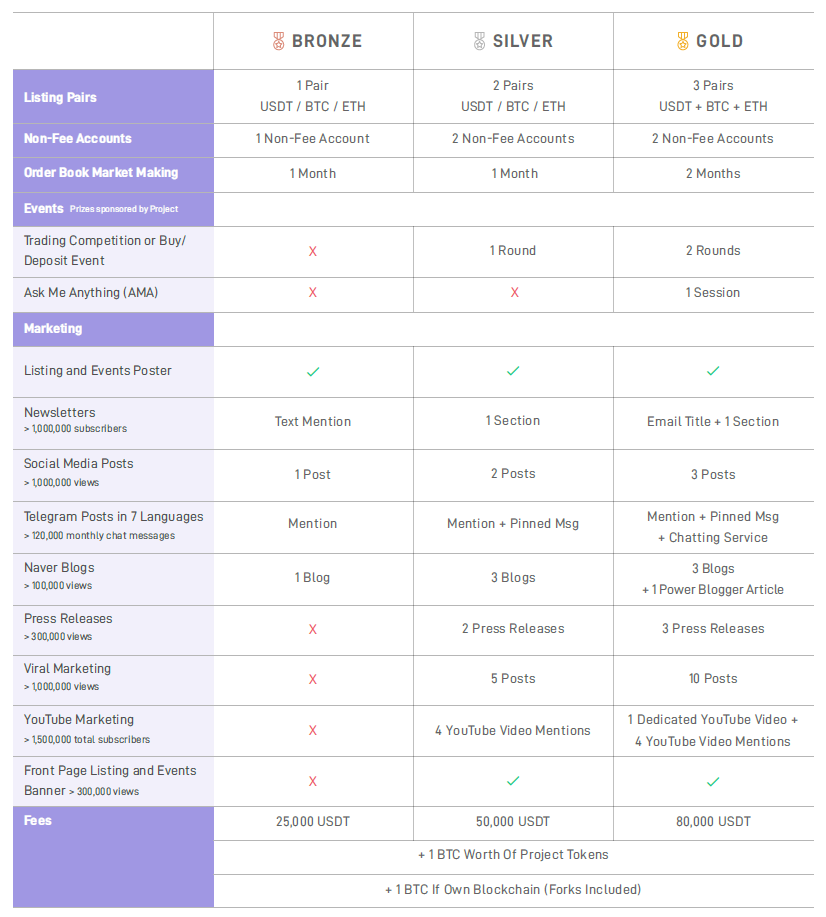 BRONZE SILVER GOLD
1 Pair 2 Pairs 3 Pairs
Listing Pairs
USDT / BTC / ETH USDT / BTC / ETH USDT + BTC + ETH
Non-Fee Accounts 1 Non-Fee Account 2 Non-Fee Accounts 2 Non-Fee Accounts
Order Book Market Making 1 Month 1 Month 2 Months
Events Prizes sponsored by Project
Trading Competition or Buy/
Deposit Event
X 1 Round 2 Rounds
Ask Me Anything (AMA) X X 1 Session
Marketing
Listing and Events Poster ✓ ✓ ✓
Newsletters
> 1,000,000 subscribers
Text Mention 1 Section Email Title + 1 Section
Social Media Posts
> 1,000,000 views
1 Post 2 Posts 3 Posts
Telegram Posts in 7 Languages
> 120,000 monthly chat messages
Mention Mention + Pinned Msg Mention + Pinned Msg
+ Chatting Service
Naver Blogs
> 100,000 views
1 Blog 3 Blogs 3 Blogs
+ 1 Power Blogger Article
Press Releases
> 300,000 views
X 2 Press Releases 3 Press Releases
Viral Marketing
> 1,000,000 views
X 5 Posts 10 Posts
YouTube Marketing
> 1,500,000 total subscribers
X 4 YouTube Video Mentions 1 Dedicated YouTube Video +
4 YouTube Video Mentions
Front Page Listing and Events
Banner > 300,000 views
X ✓ ✓
Fees 25,000 USDT 50,000 USDT 80,000 USDT
+ 1 BTC Worth Of Project Tokens
+ 1 BTC If Own Blockchain (Forks Included)